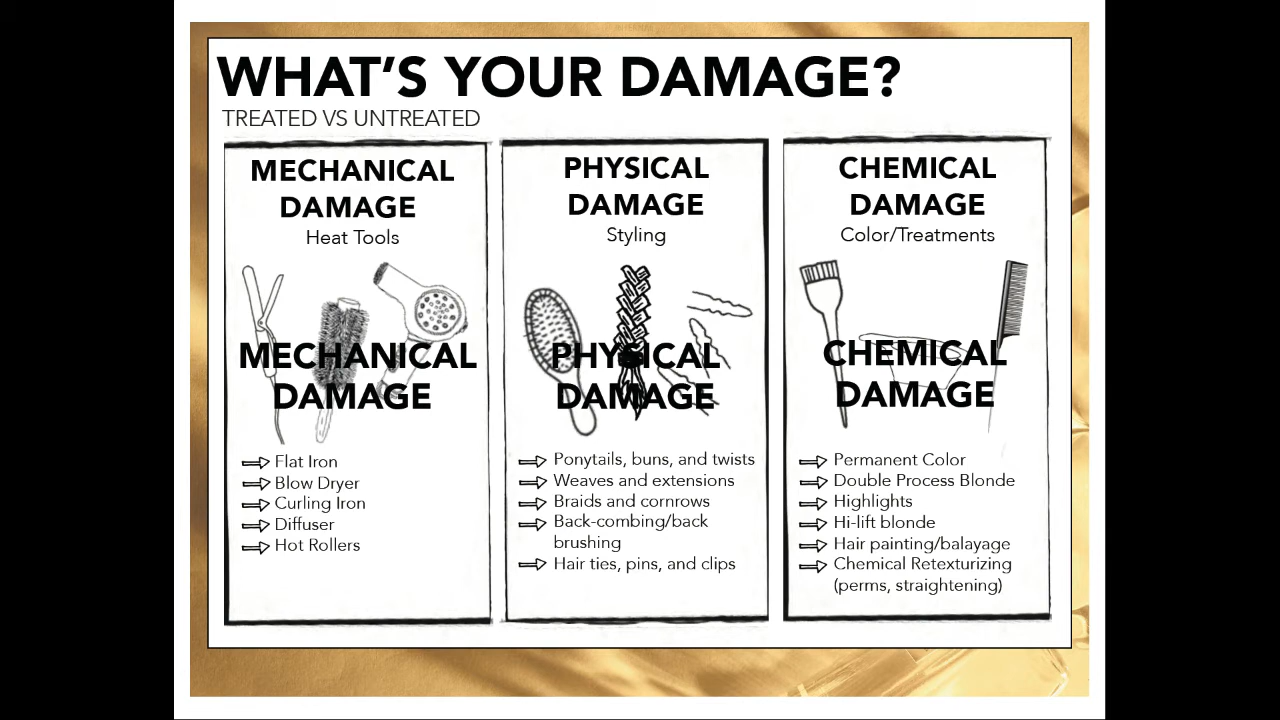 WHAT'S YOUR DAMAGE?
TREATED VS UNTREATED
MECHANICAL
DAMAGE
Heat Tools
MECHANICAL
DAMAGE
Flat Iron
Blow Dryer
Curling Iron
Diffuser
Hot Rollers
PHYSICAL
DAMAGE
Styling
PHYSICAL
DAMAGE
Ponytails, buns, and twists
Weaves and extensions
Braids and cornrows
Back-combing/back
brushing
Hair ties, pins, and clips
CHEMICAL
DAMAGE
Color/Treatments
CHEMICAL
DAMAGE
Permanent Color
Double Process Blonde
Highlights
Hi-lift blonde
Hair painting/balayage
Chemical Retexturizing
(perms, straightening)